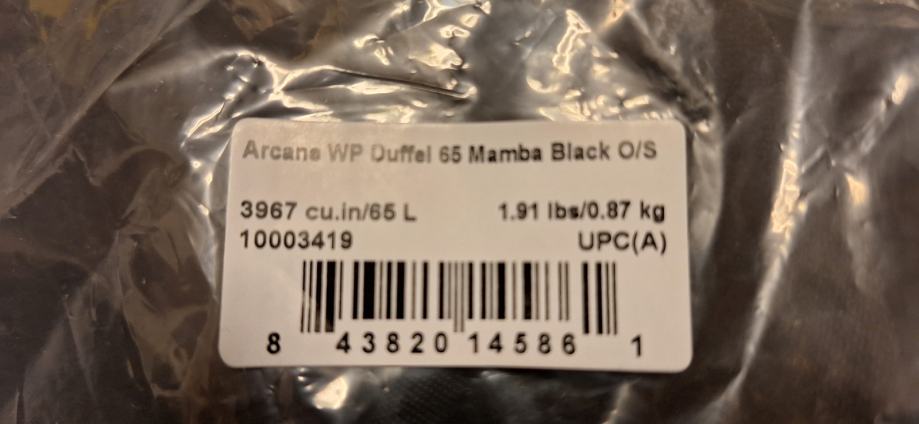 Arcane WP Duffel 65 Mamba Black O/S
3967 cu.in/65 L 1.91 lbs/0.87 kg
10003419 UPC(A)
8 43820 14586 1